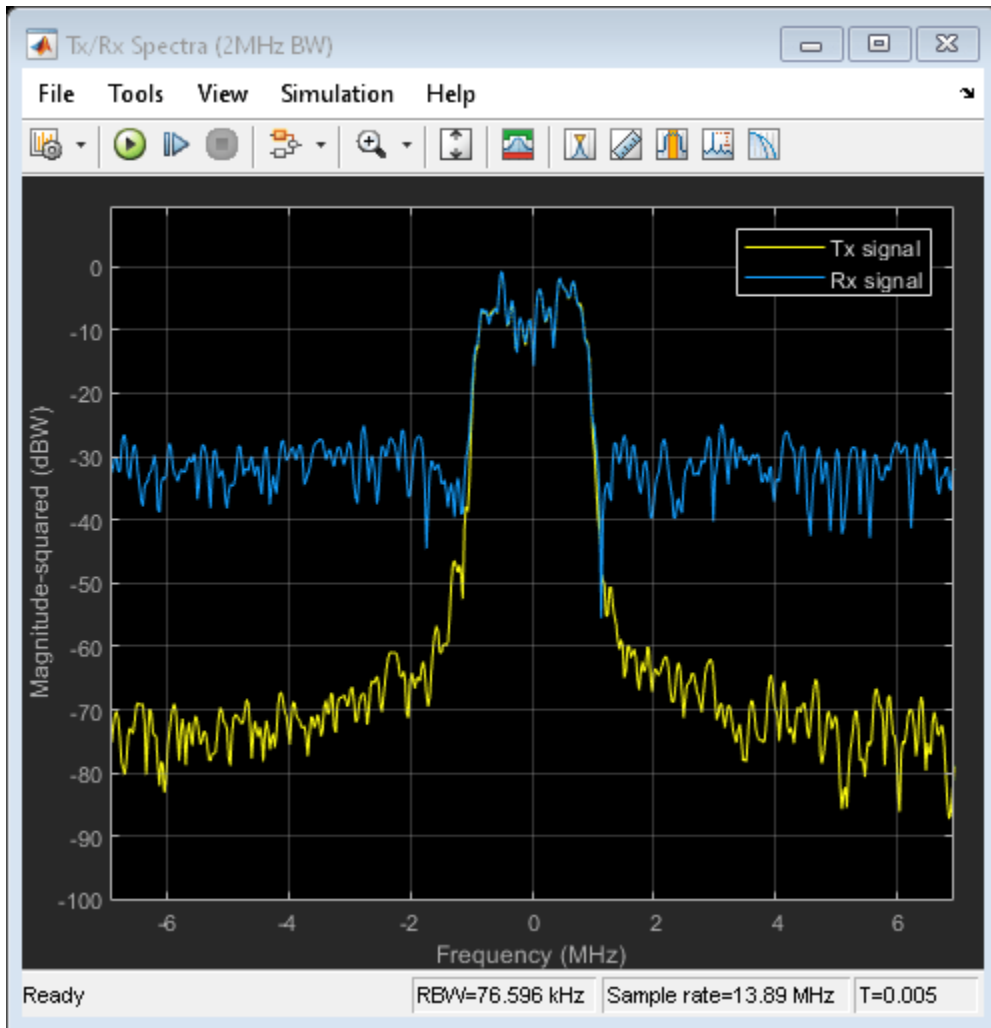 Tx/Rx Spectra (2MHz BW)
File Tools View Simulation Help
Tx signal
Rx signal
0
-10
-20
-30
-40
-50
-60
-70
-80
-90
-100
Magnitude-squared (dBW)
-6 -4 -2 0 2 4 6
Frequency (MHz)
Ready RBW=76.596 kHz Sample rate=13.89 MHz T=0.005